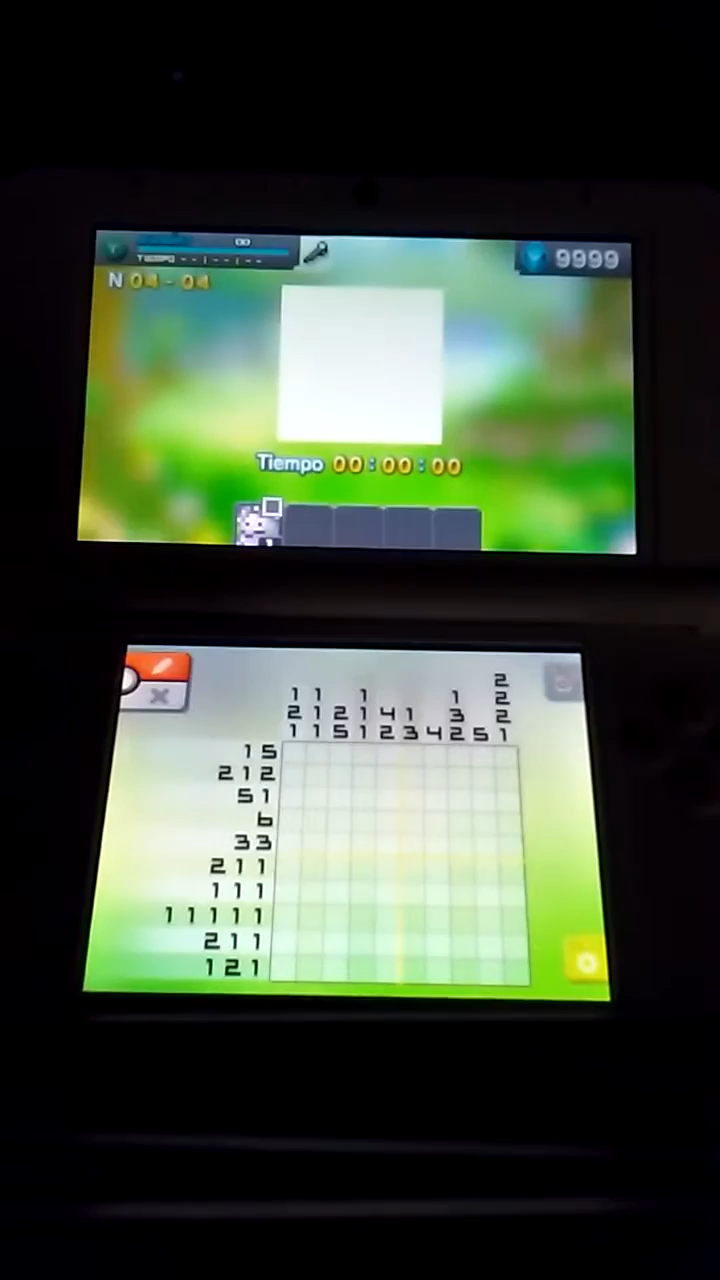 ∞
TIEMPO --|--|--
9999
N 04-04
Tiempo 00:00:00
2
1 1 1 1 2
2 1 2 1 4 1 3 2
1 1 5 1 2 3 4 2 5 1
1 5
2 1 2
5 1
6
3 3
2 1 1
1 1 1
1 1 1 1 1
2 1 1
1 2 1